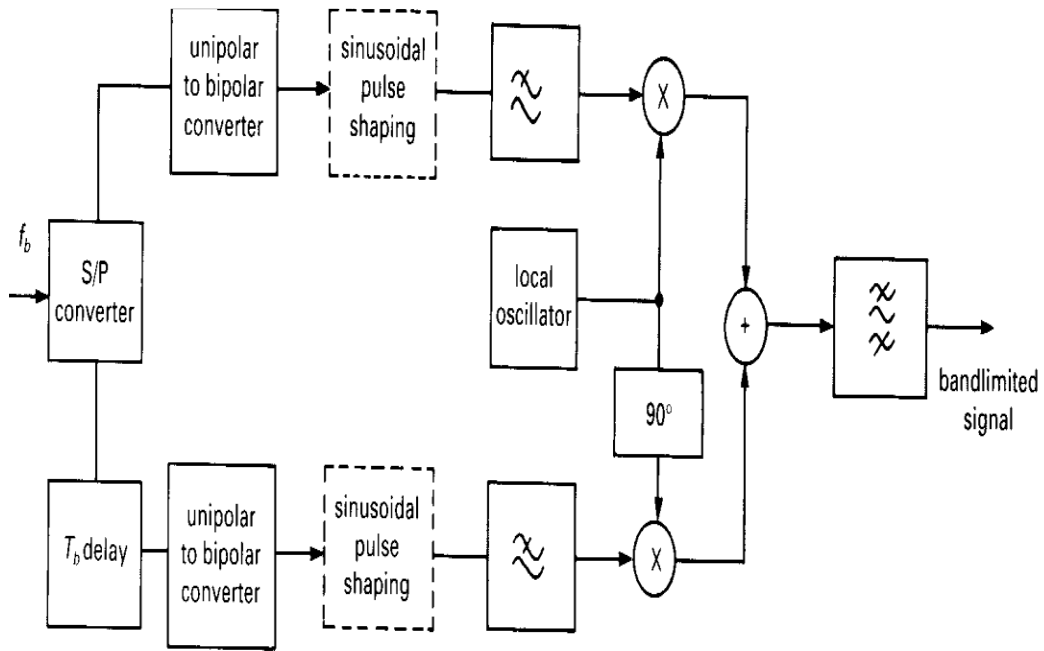 unipolar
to bipolar
converter
sinusoidal
pulse
shaping
X
f_b
S/P
converter
local
oscillator
+
90°
bandlimited
signal
T_b delay
unipolar
to bipolar
converter
sinusoidal
pulse
shaping
X